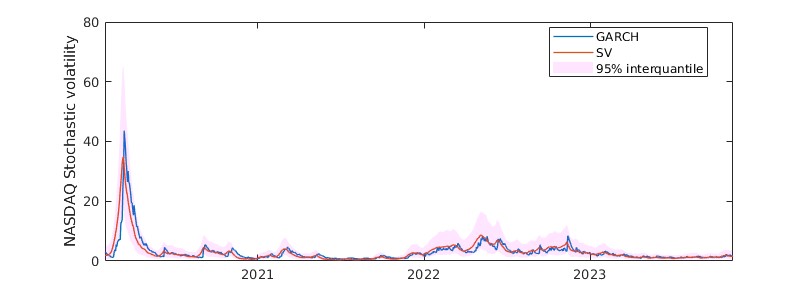 NASDAQ Stochastic volatility
80
60
40
20
0
2021
2022
2023
GARCH
SV
95% interquantile